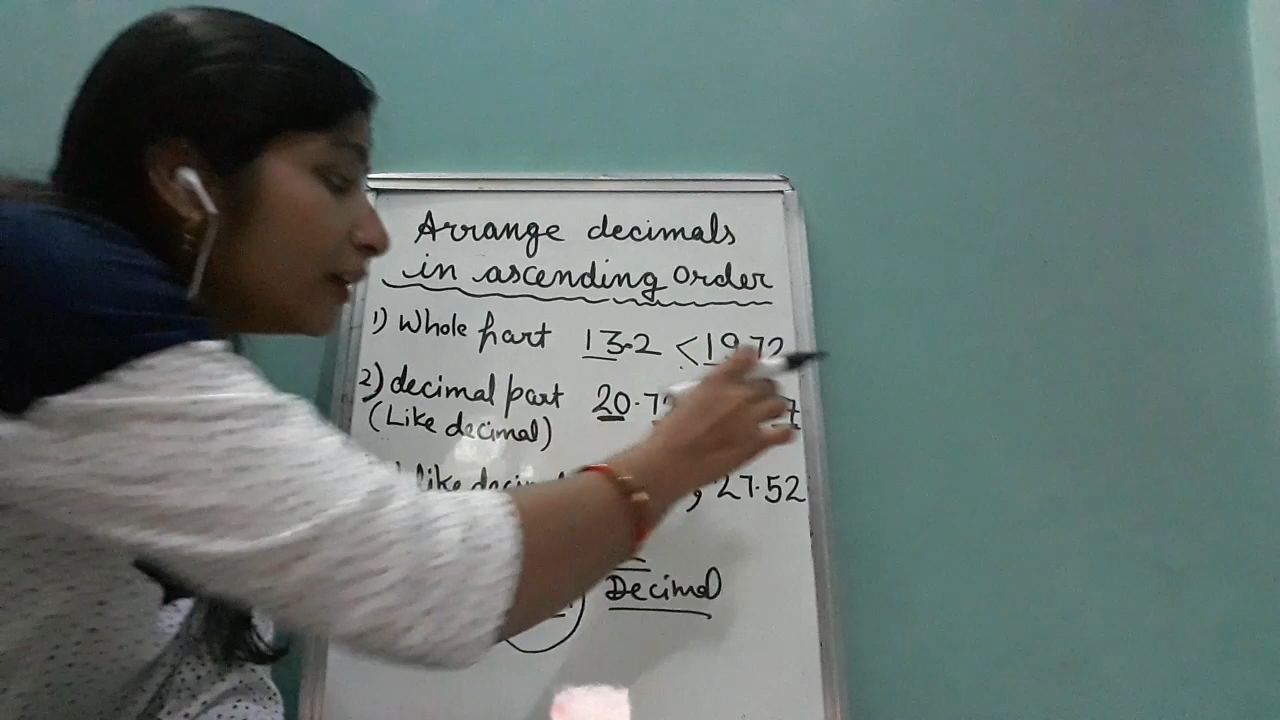 Arrange decimals
in ascending order
1) Whole part 13.2 < 19.72
2) decimal part 20.7
(Like decimal)
like , 27.52
Decimal